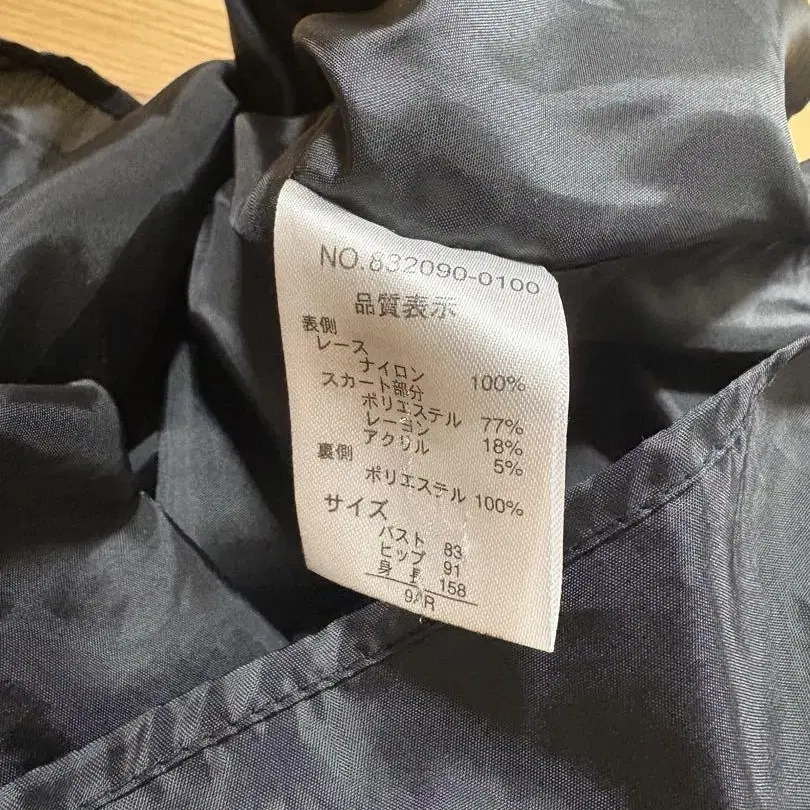 NO.832090-0100
品質表示
表側
レース
ナイロン 100%
スカート部分
ポリエステル 77%
レーヨン 18%
アクリル 5%
裏側
ポリエステル 100%
サイズ
バスト 83
ヒップ 91
身長 158
9AR